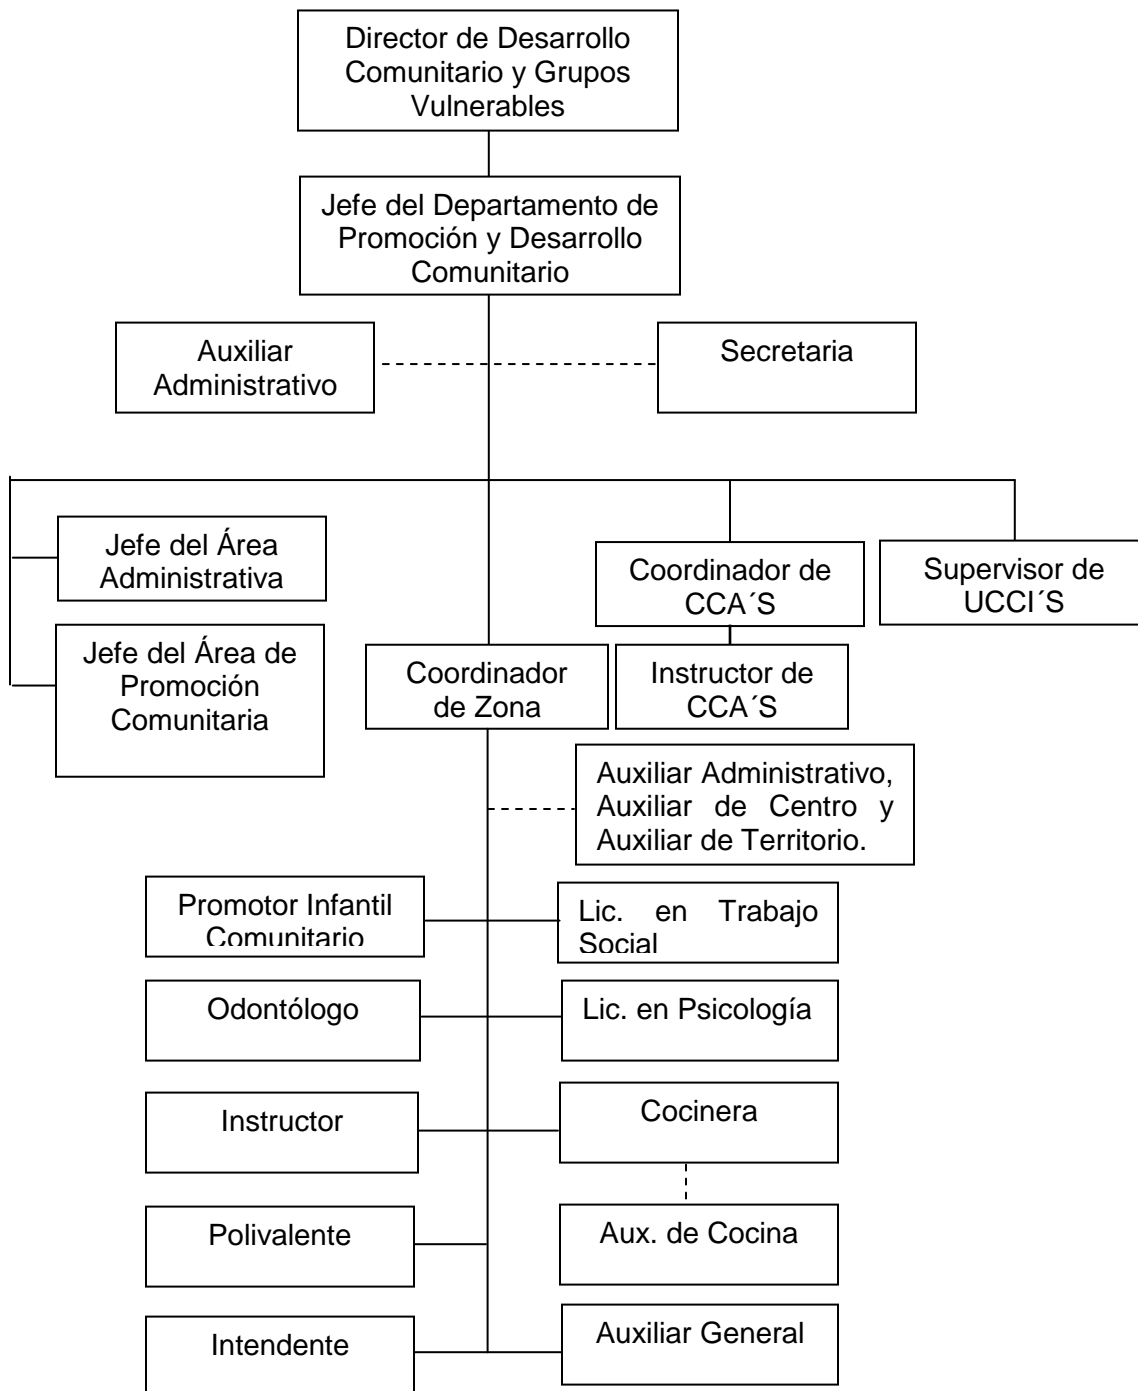 Director de Desarrollo
Comunitario y Grupos
Vulnerables
Jefe del Departamento de
Promoción y Desarrollo
Comunitario
Auxiliar
Administrativo
Secretaria
Jefe del Área
Administrativa
Coordinador de
CCA´S
Supervisor de
UCCI´S
Jefe del Área de
Promoción
Comunitaria
Coordinador
de Zona
Instructor de
CCA´S
Auxiliar Administrativo,
Auxiliar de Centro y
Auxiliar de Territorio.
Promotor Infantil
Comunitario
Lic. en Trabajo
Social
Odontólogo
Lic. en Psicología
Instructor
Cocinera
Polivalente
Aux. de Cocina
Intendente
Auxiliar General